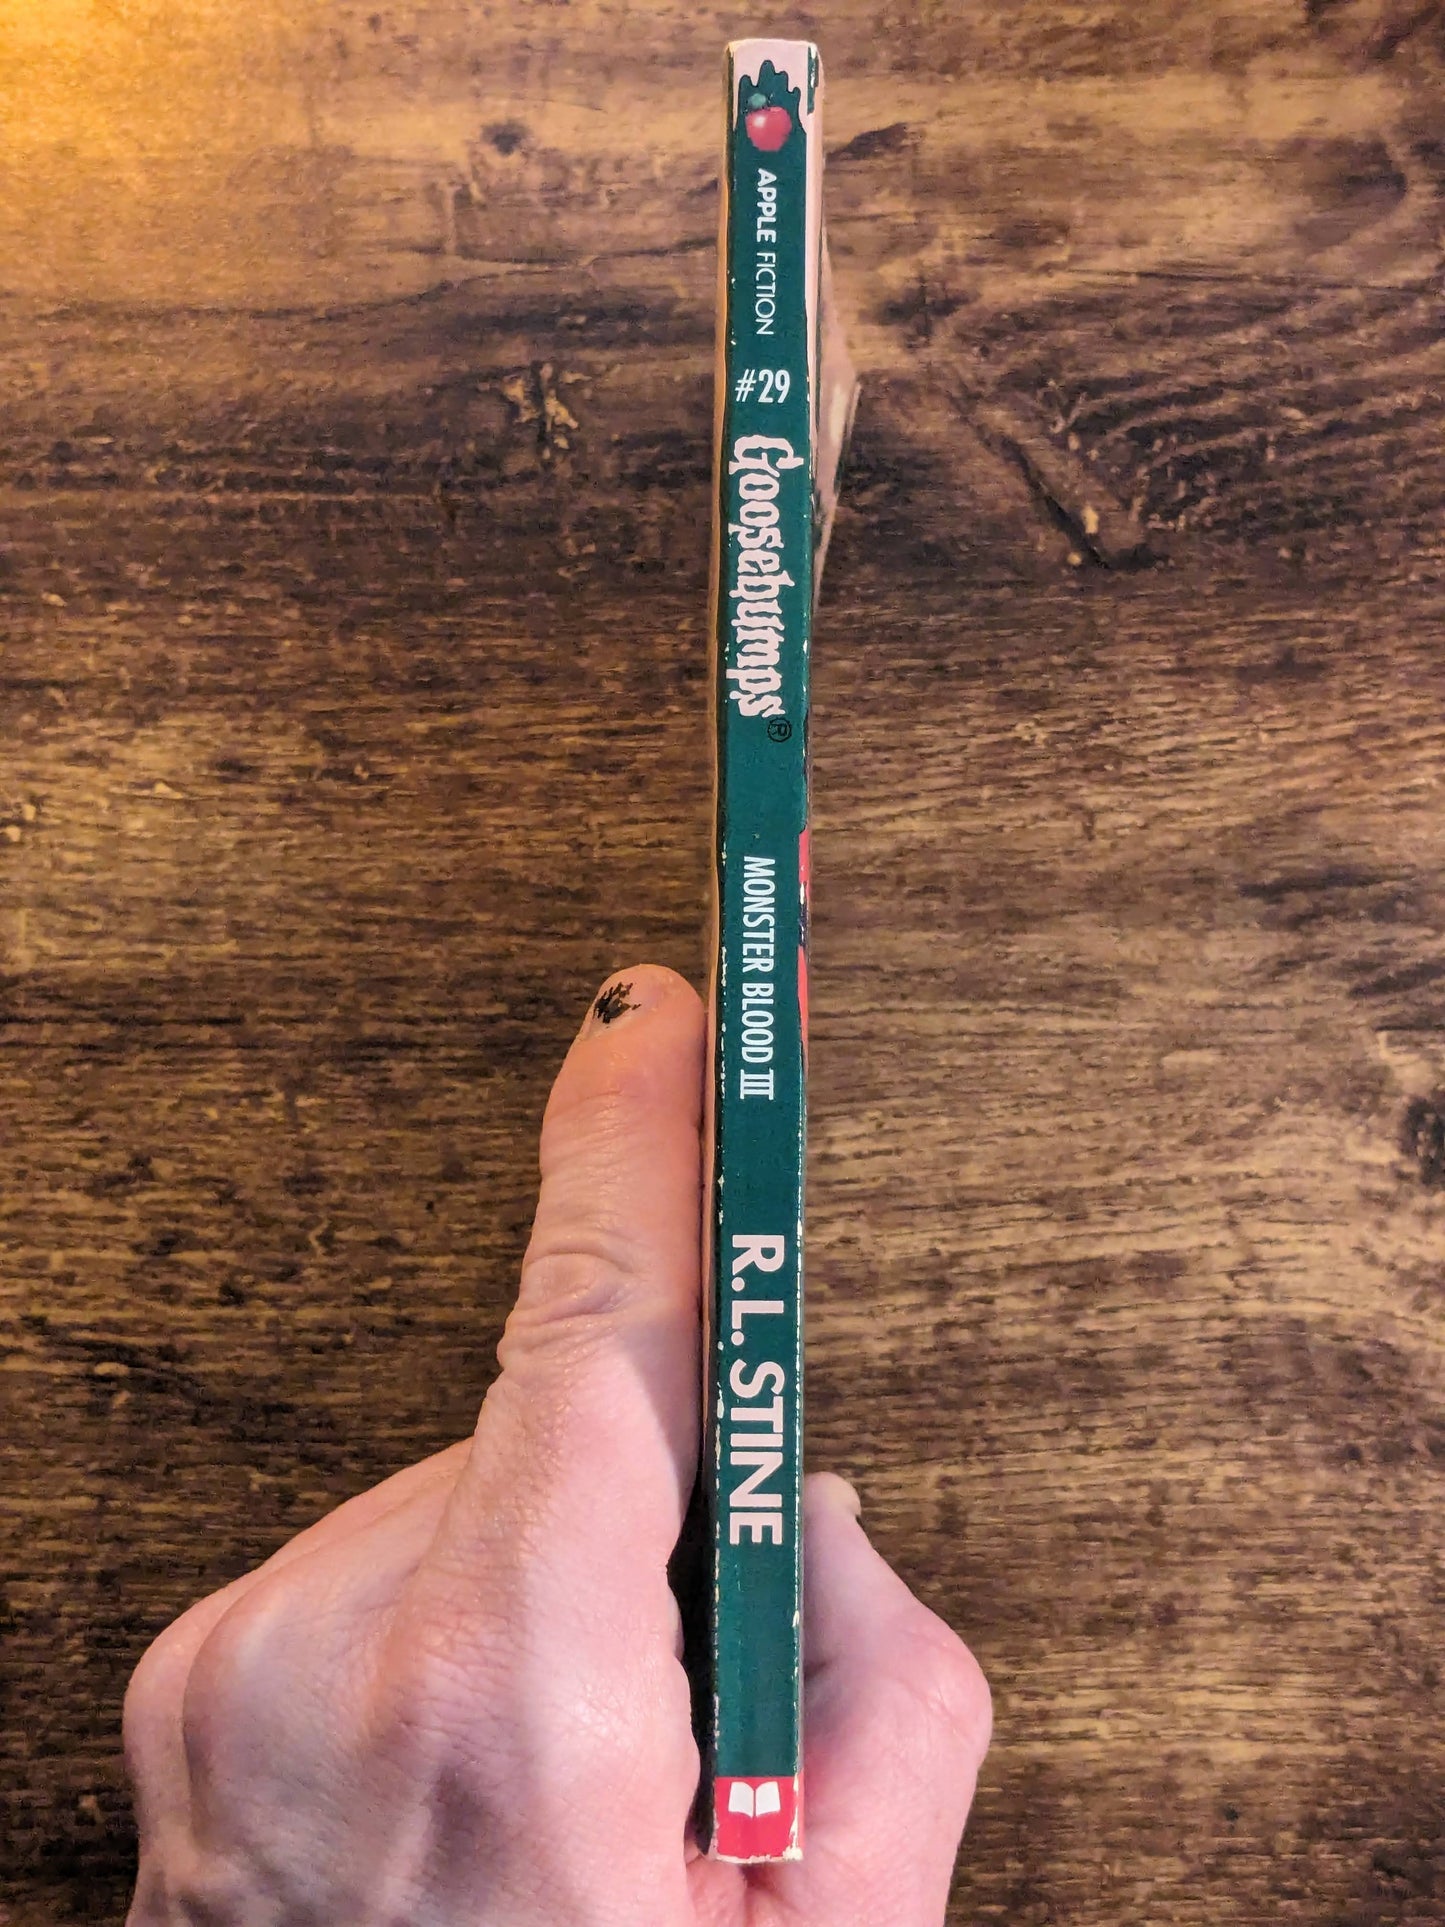 APPLE FICTION
#29
Goosebumps®
MONSTER BLOOD III
R.L. STINE